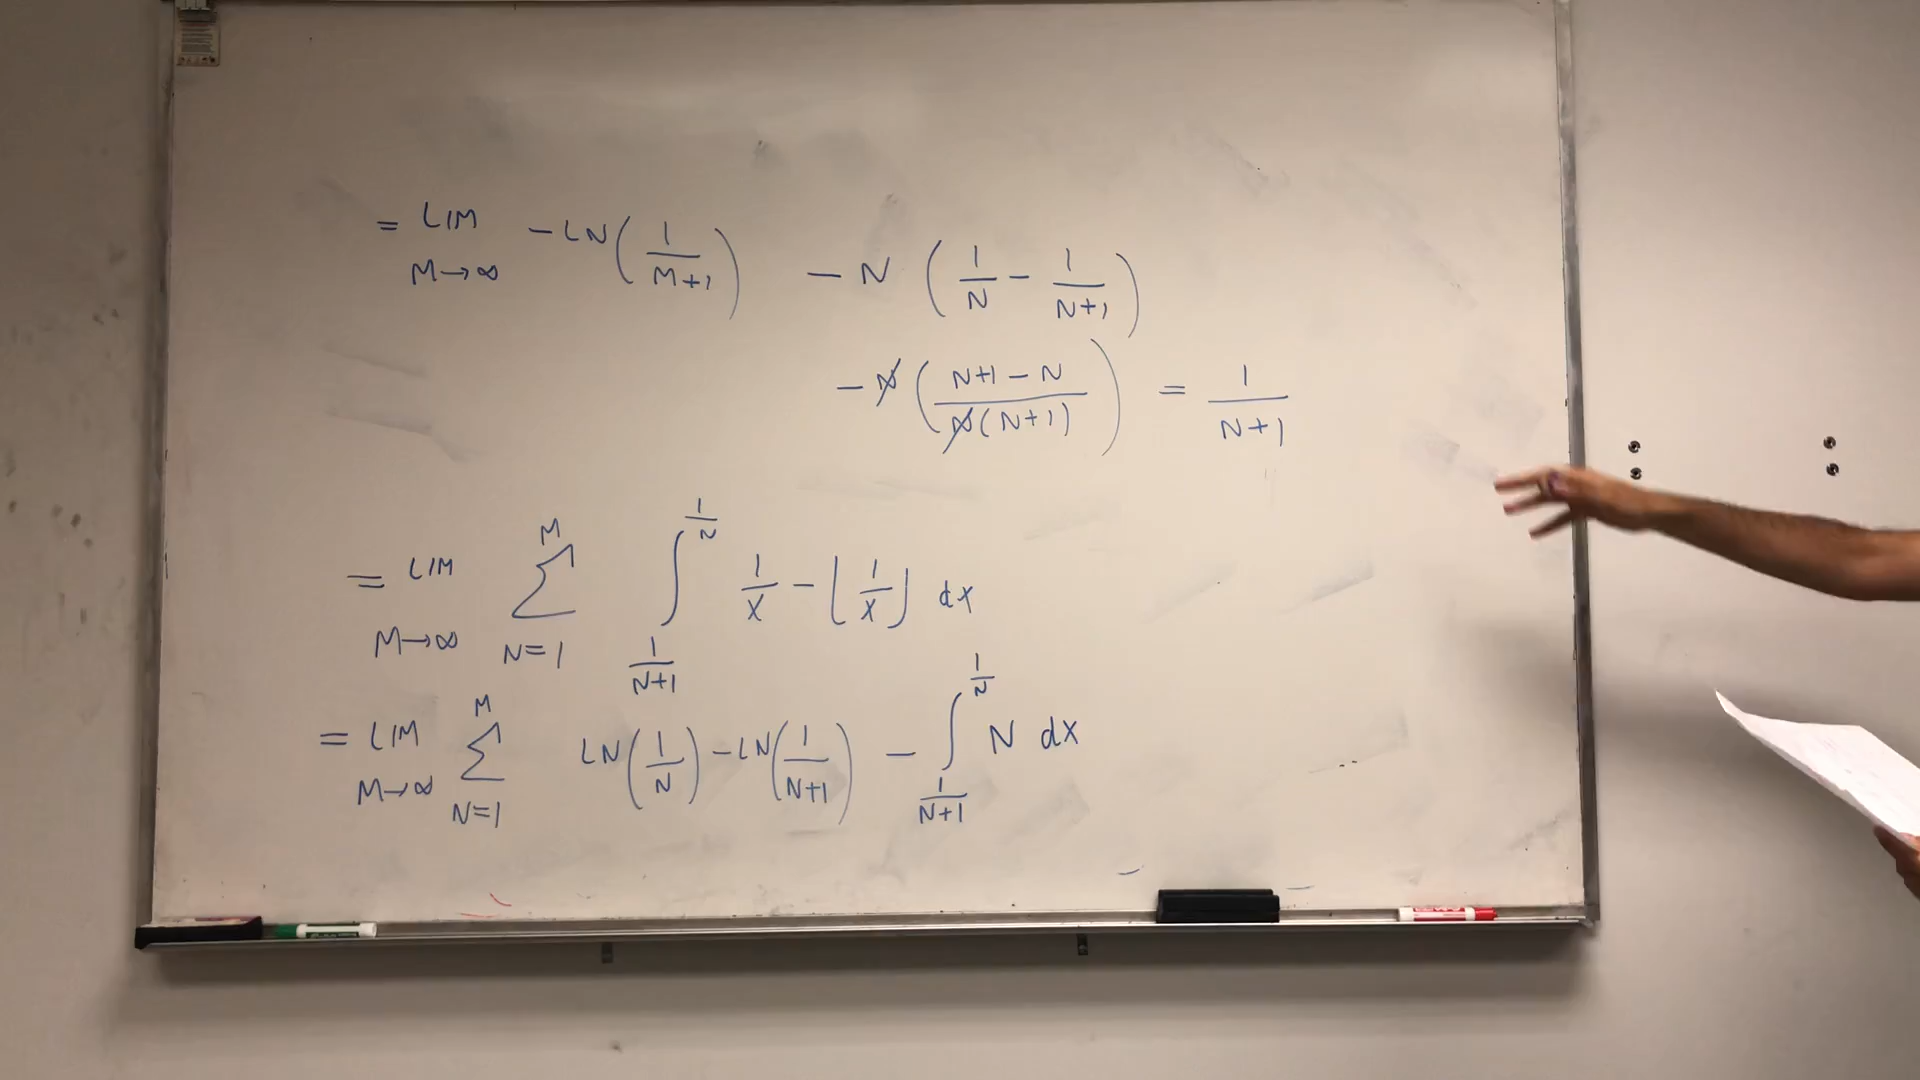 = LIM M→∞ -LN(1/(M+1)) - N (1/N - 1/(N+1))
- N ((N+1-N)/(N(N+1))) = 1/(N+1)
= LIM M→∞ ∑ N=1 M ∫ 1/(N+1) 1/N 1/X - ⌊1/X⌋ dX
= LIM M→∞ ∑ N=1 M LN(1/N) - LN(1/(N+1)) - ∫ 1/(N+1) 1/N N dX